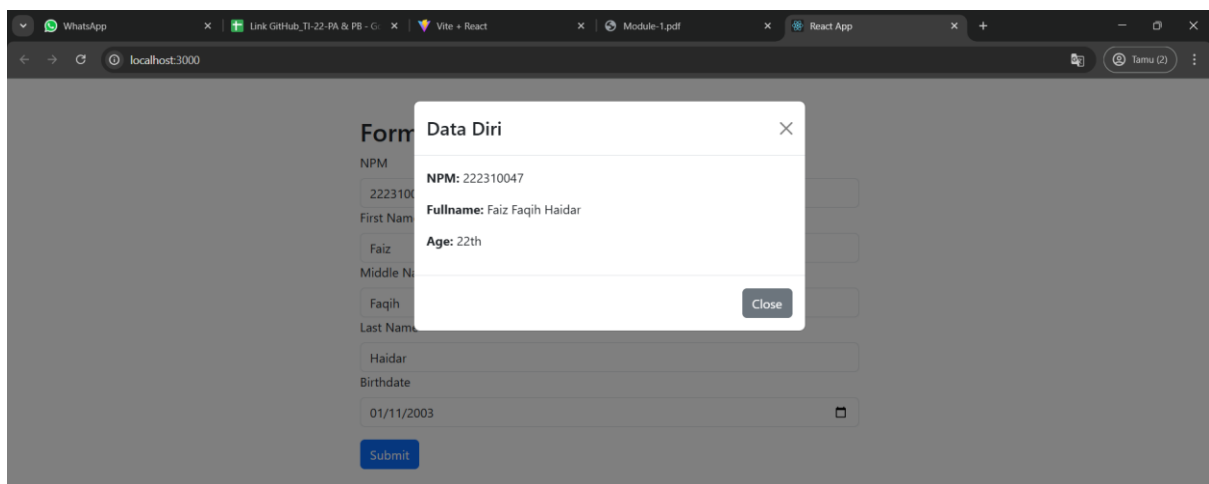 WhatsApp
Link GitHub_TI-22-PA & PB - G
Vite + React
Module-1.pdf
React App
localhost:3000
Tamu (2)
Form
Data Diri
NPM
NPM: 222310047
222310
Fullname: Faiz Faqih Haidar
First Nam
Age: 22th
Faiz
Middle Na
Faqih
Close
Last Name
Haidar
Birthdate
01/11/2003
Submit